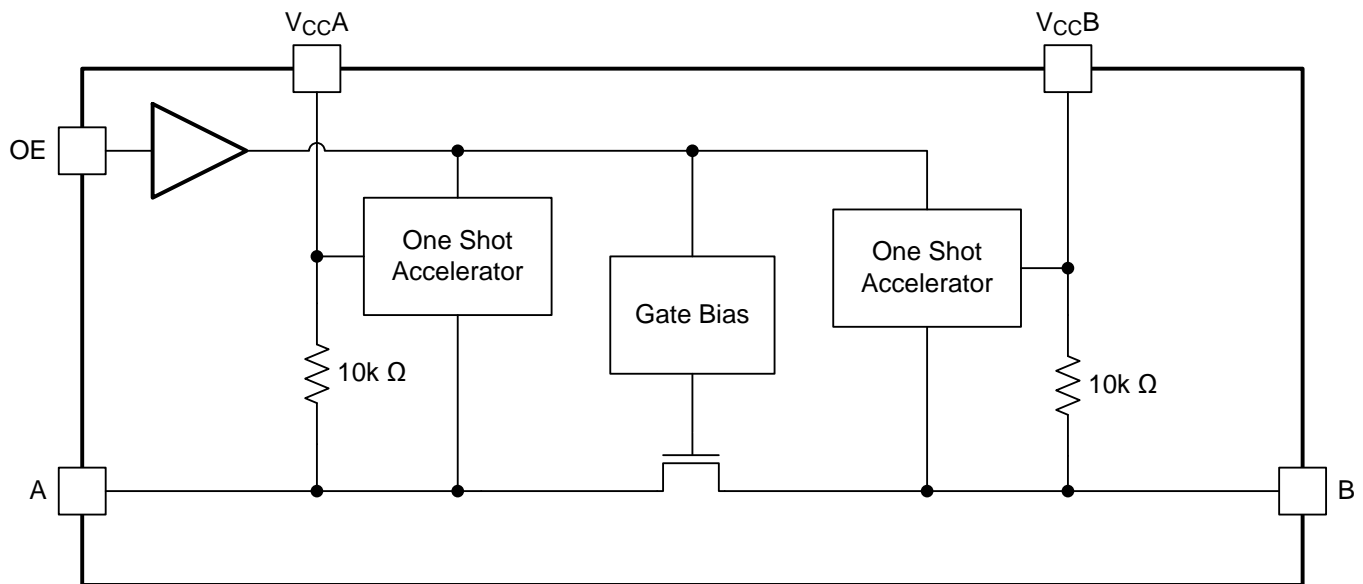 VCCA
VCCB
OE
One Shot
Accelerator
One Shot
Accelerator
Gate Bias
10k Ω
10k Ω
A
B